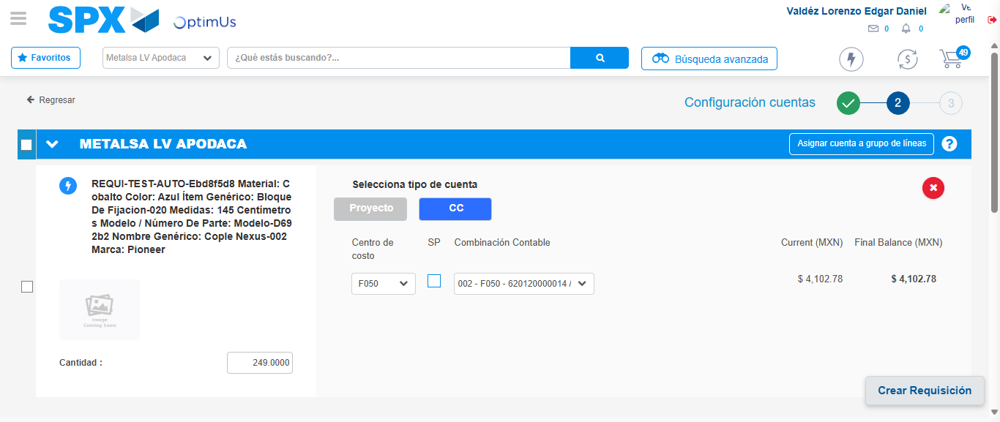 SPX
OptimUs
Valdéz Lorenzo Edgar Daniel
Ve
perfil
0
0
Favoritos
Metalsa LV Apodaca
¿Qué estás buscando?...
Búsqueda avanzada
49
Regresar
Configuración cuentas
2
3
METALSA LV APODACA
Asignar cuenta a grupo de líneas
?
REQUI-TEST-AUTO-Ebd8f5d8 Material: C
obalto Color: Azul Ítem Genérico: Bloque
De Fijacion-020 Medidas: 145 Centímetro
s Modelo / Número De Parte: Modelo-D69
2b2 Nombre Genérico: Cople Nexus-002
Marca: Pioneer
Image
Coming Soon
Cantidad :
249.0000
Selecciona tipo de cuenta
Proyecto
CC
Centro de
costo
SP
Combinación Contable
Current (MXN)
Final Balance (MXN)
F050
002 - F050 - 620120000014 /
$ 4,102.78
$ 4,102.78
Crear Requisición